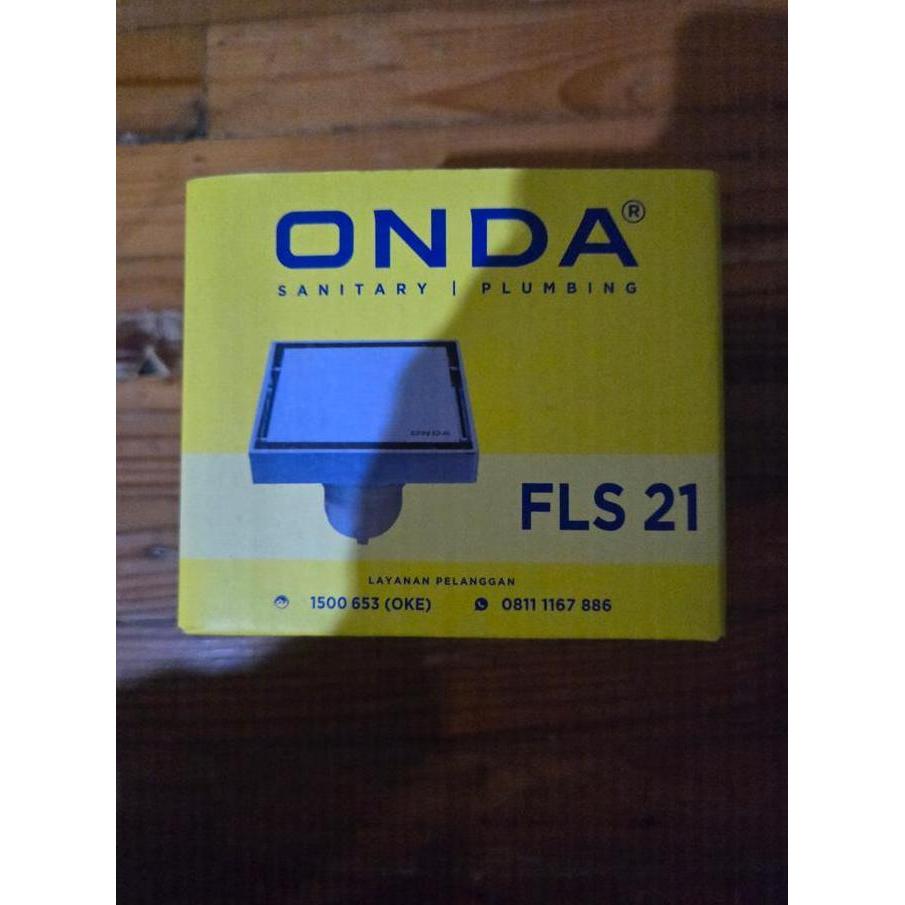 ONDA®
SANITARY | PLUMBING
ONDA
FLS 21
LAYANAN PELANGGAN
1500 653 (OKE) 0811 1167 886